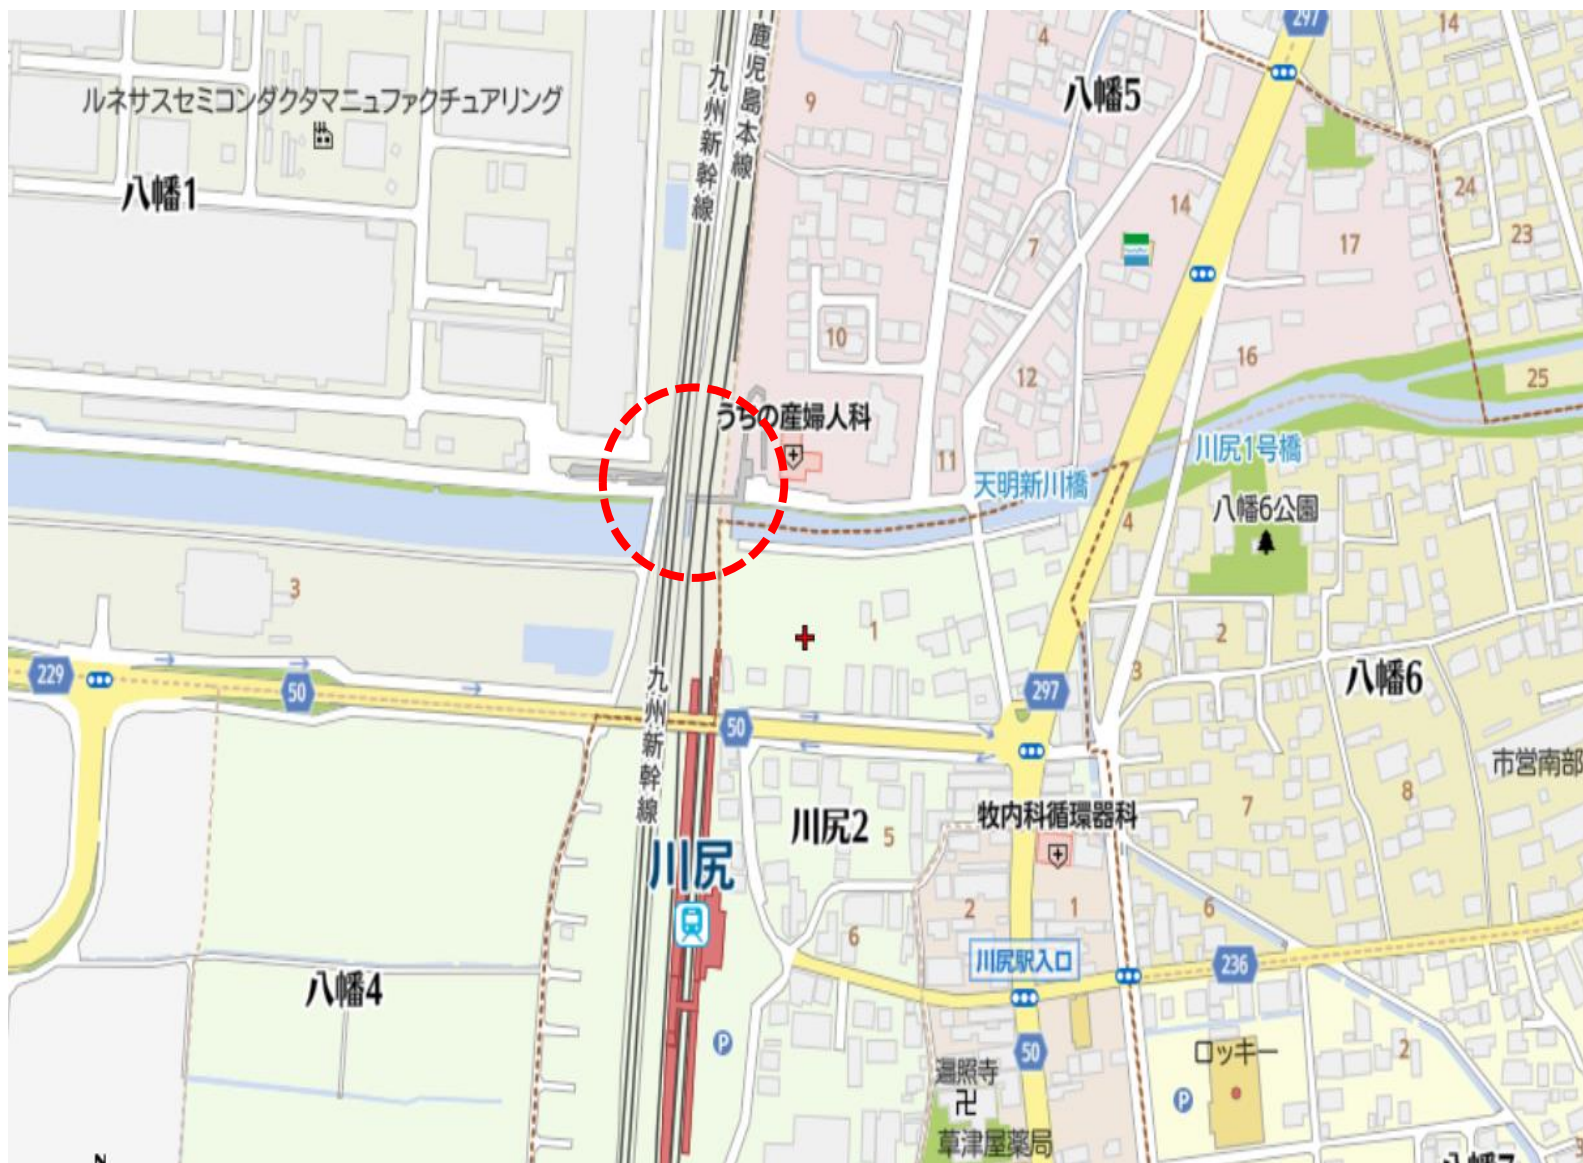 297
14
4
鹿児島本線
九州新幹線
八幡5
9
ルネサスセミコンダクタマニュファクチュアリング
24
八幡1
14
7
17
23
10
16
12
25
うちの産婦人科
川尻1号橋
11
天明新川橋
八幡6公園
4
3
1
2
3
229
50
297
八幡6
九州新幹線
50
市営南部
8
7
牧内科循環器科
川尻2
5
川尻
2
1
6
6
川尻駅入口
236
八幡4
P
50
ロッキー
2
遍照寺
卍
P
草津屋薬局
N
八幡7